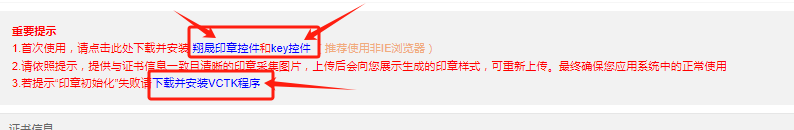 重要提示
1.首次使用，请点击此处下载并安装 翔晟印章控件和key控件 推荐使用非IE浏览器）
2.请依照提示，提供与证书信息一致且清晰的印章采集图片，上传后会向您展示生成的印章样式，可重新上传。最终确保您应用系统中的正常使用
3.若提示“印章初始化”失败请下载并安装VCTK程序
证书信息